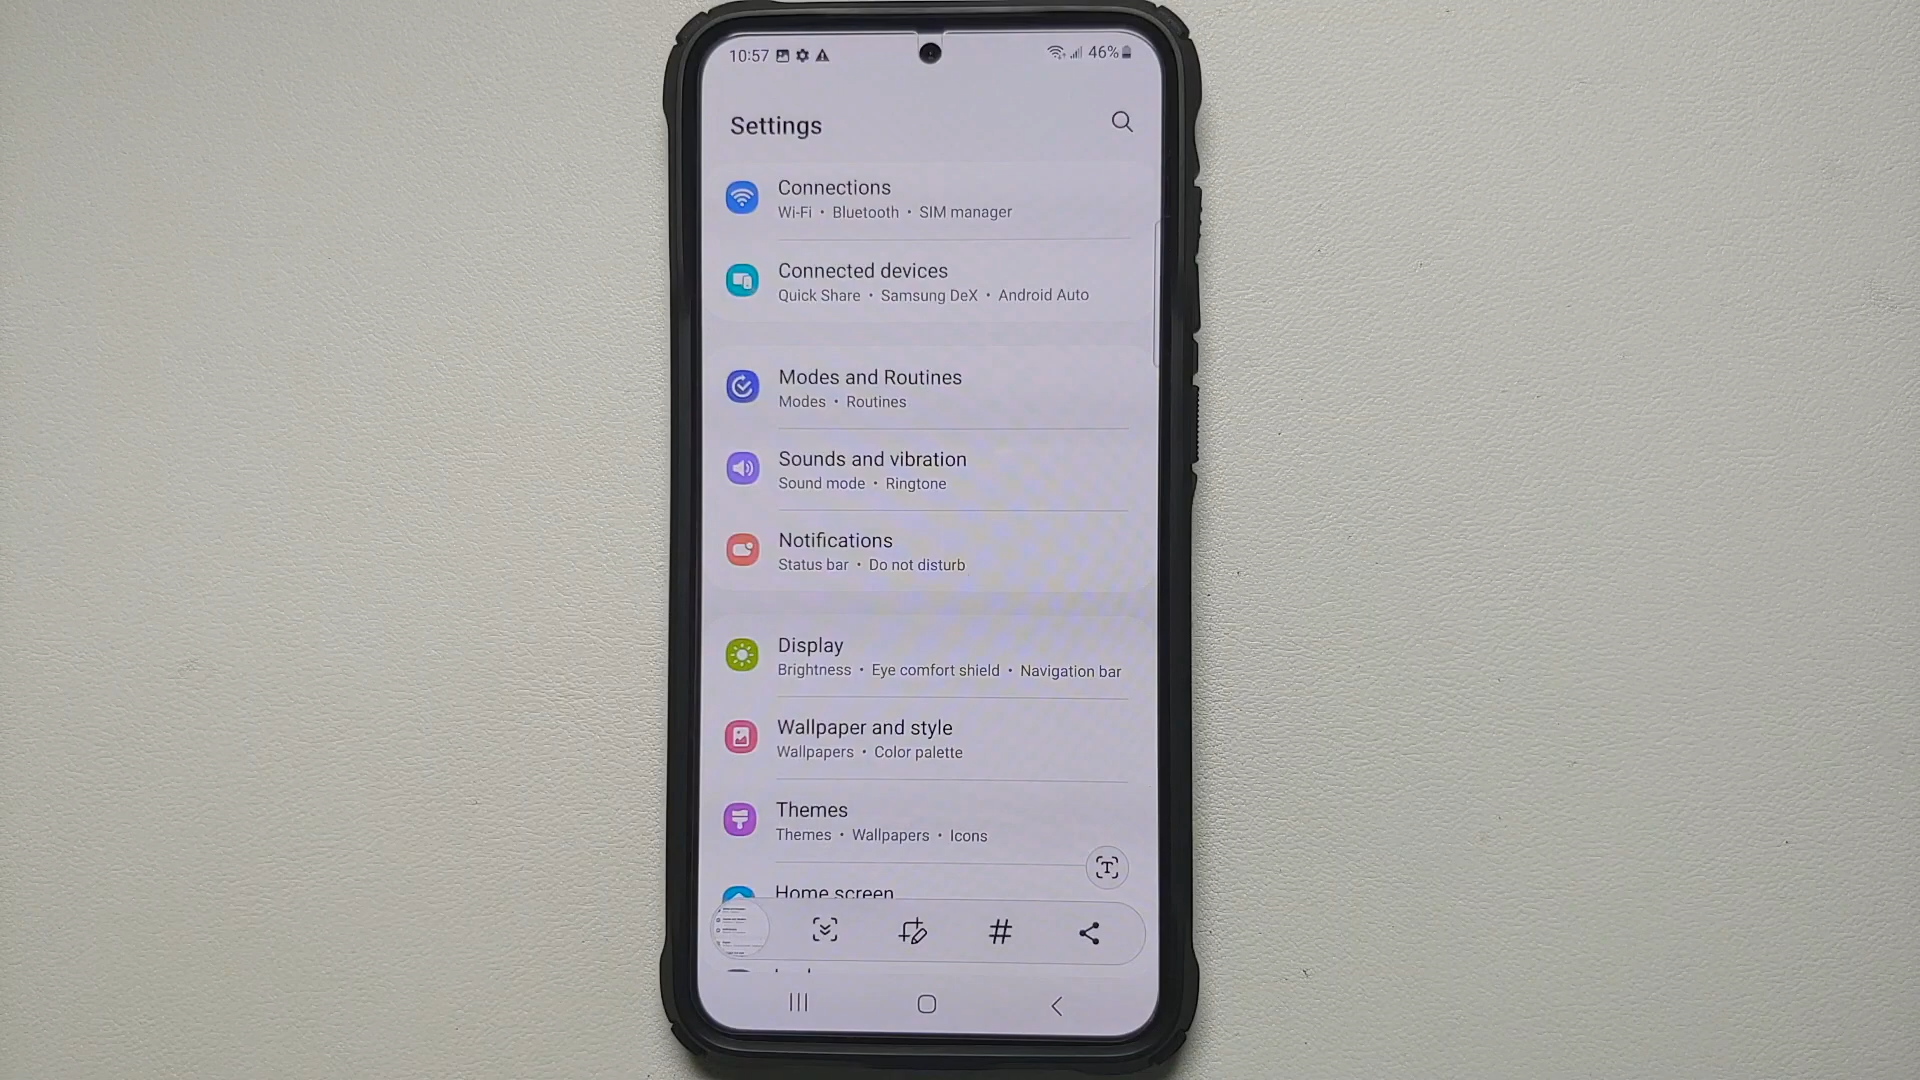 10:57
46%
Settings
Connections
Wi-Fi • Bluetooth • SIM manager
Connected devices
Quick Share • Samsung DeX • Android Auto
Modes and Routines
Modes • Routines
Sounds and vibration
Sound mode • Ringtone
Notifications
Status bar • Do not disturb
Display
Brightness • Eye comfort shield • Navigation bar
Wallpaper and style
Wallpapers • Color palette
Themes
Themes • Wallpapers • Icons
T
Home screen
#